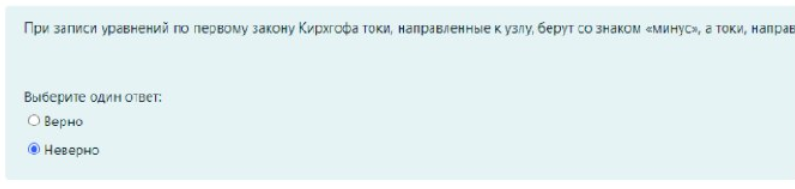 При записи уравнений по первому закону Кирхгофа токи, направленные к узлу, берут со знаком «минус», а токи,
Выберите один ответ:
Верно
Неверно